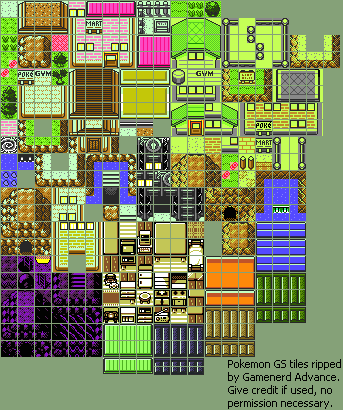 MART
POKé GYM
GYM
POKé
MART
Pokemon GS tiles ripped
by Gamenerd Advance.
Give credit if used, no
permission necessary.